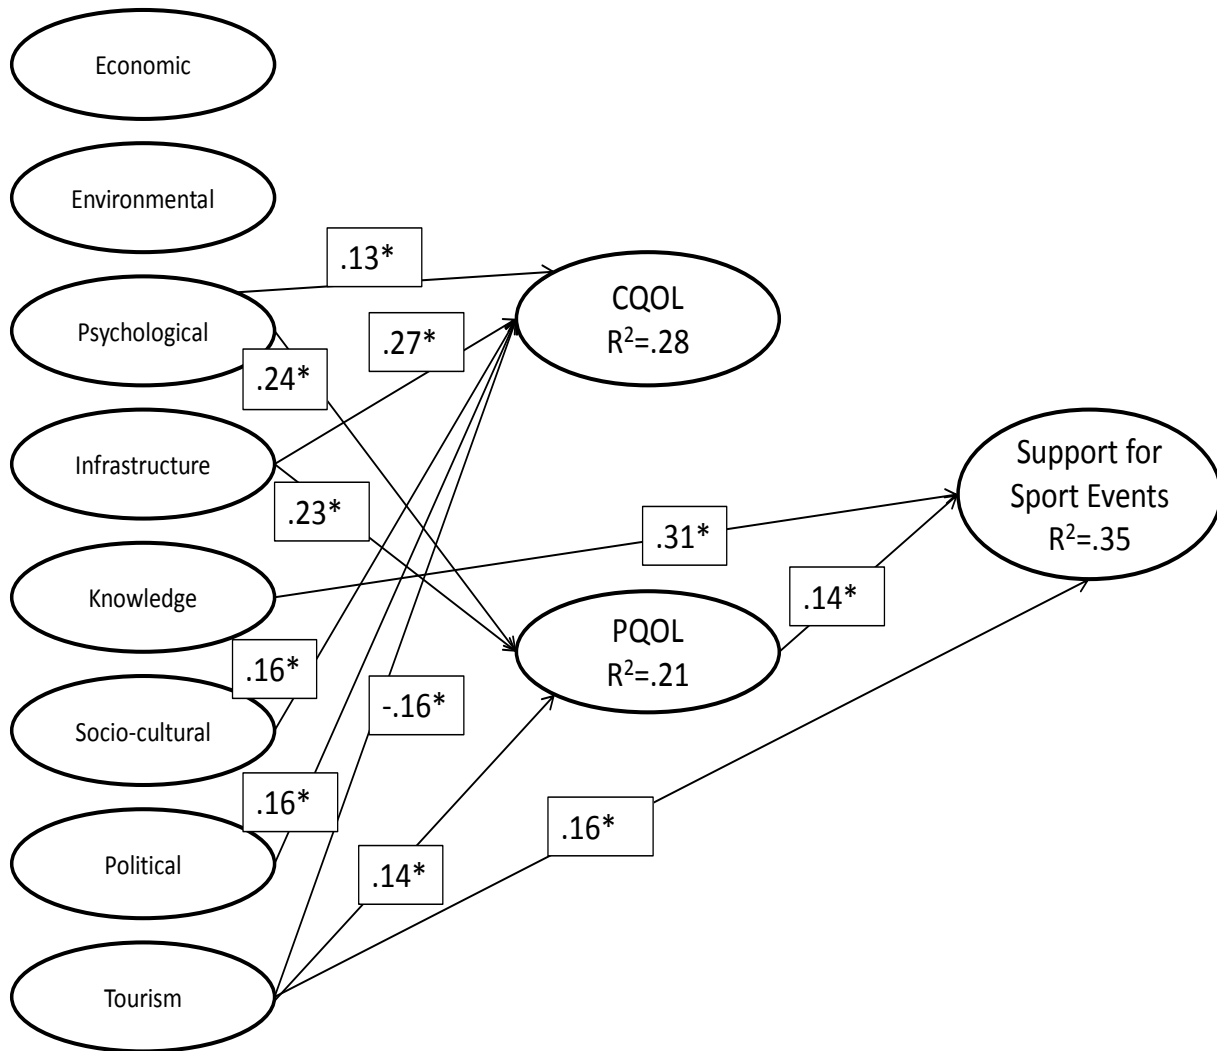 Economic
Environmental
Psychological
Infrastructure
Knowledge
Socio-cultural
Political
Tourism
.13*
.27*
.24*
.23*
.16*
.16*
-.16*
.14*
CQOL
R²=.28
PQOL
R²=.21
.31*
.14*
.16*
Support for
Sport Events
R²=.35